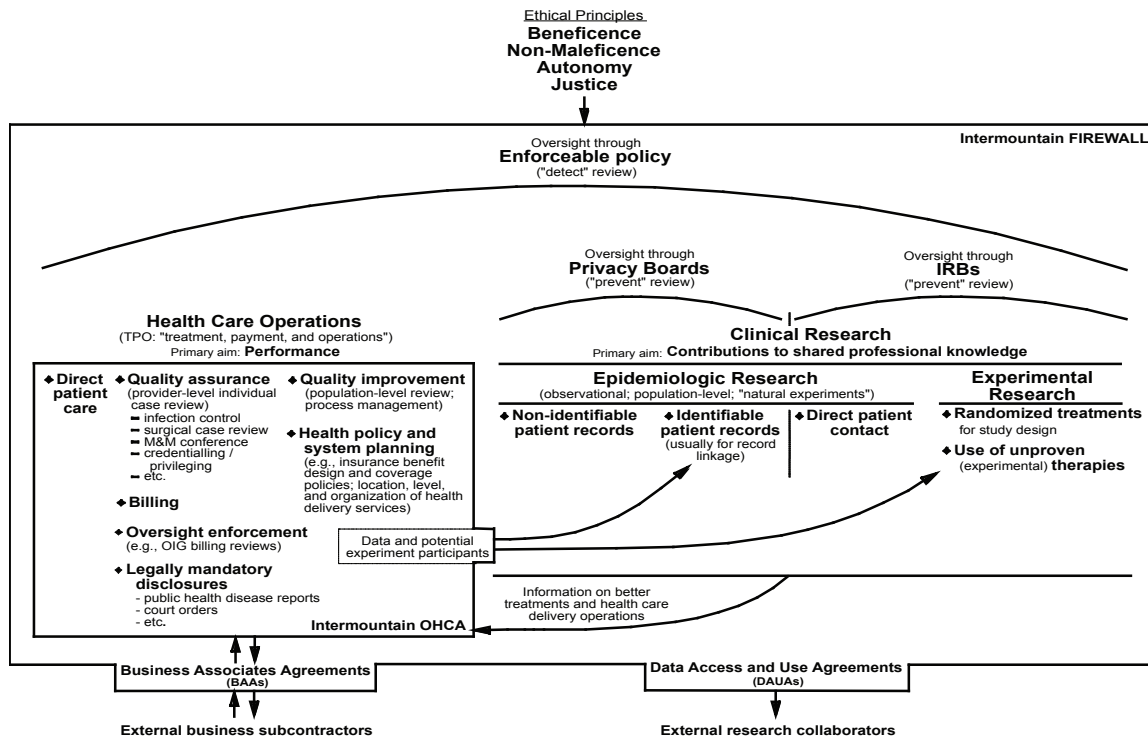 Ethical Principles
Beneficence
Non-Maleficence
Autonomy
Justice
Intermountain FIREWALL
Oversight through
Enforceable policy
("detect" review)
Oversight through
Privacy Boards
("prevent" review)
Oversight through
IRBs
("prevent" review)
Health Care Operations
(TPO: "treatment, payment, and operations")
Primary aim: Performance
Clinical Research
Primary aim: Contributions to shared professional knowledge
Direct
patient
care
Quality assurance
(provider-level individual
case review)
infection control
surgical case review
M&M conference
credentialling /
privileging
etc.
Billing
Oversight enforcement
(e.g., OIG billing reviews)
Legally mandatory
disclosures
- public health disease reports
- court orders
- etc.
Quality improvement
(population-level review;
process management)
Health policy and
system planning
(e.g., insurance benefit
design and coverage
policies; location, level,
and organization of health
delivery services)
Data and potential
experiment participants
Intermountain OHCA
Epidemiologic Research
(observational; population-level; "natural experiments")
Non-identifiable
patient records
Identifiable
patient records
(usually for record
linkage)
Direct patient
contact
Experimental
Research
Randomized treatments
for study design
Use of unproven
(experimental) therapies
Information on better
treatments and health care
delivery operations
Business Associates Agreements
(BAAs)
Data Access and Use Agreements
(DAUAs)
External business subcontractors
External research collaborators